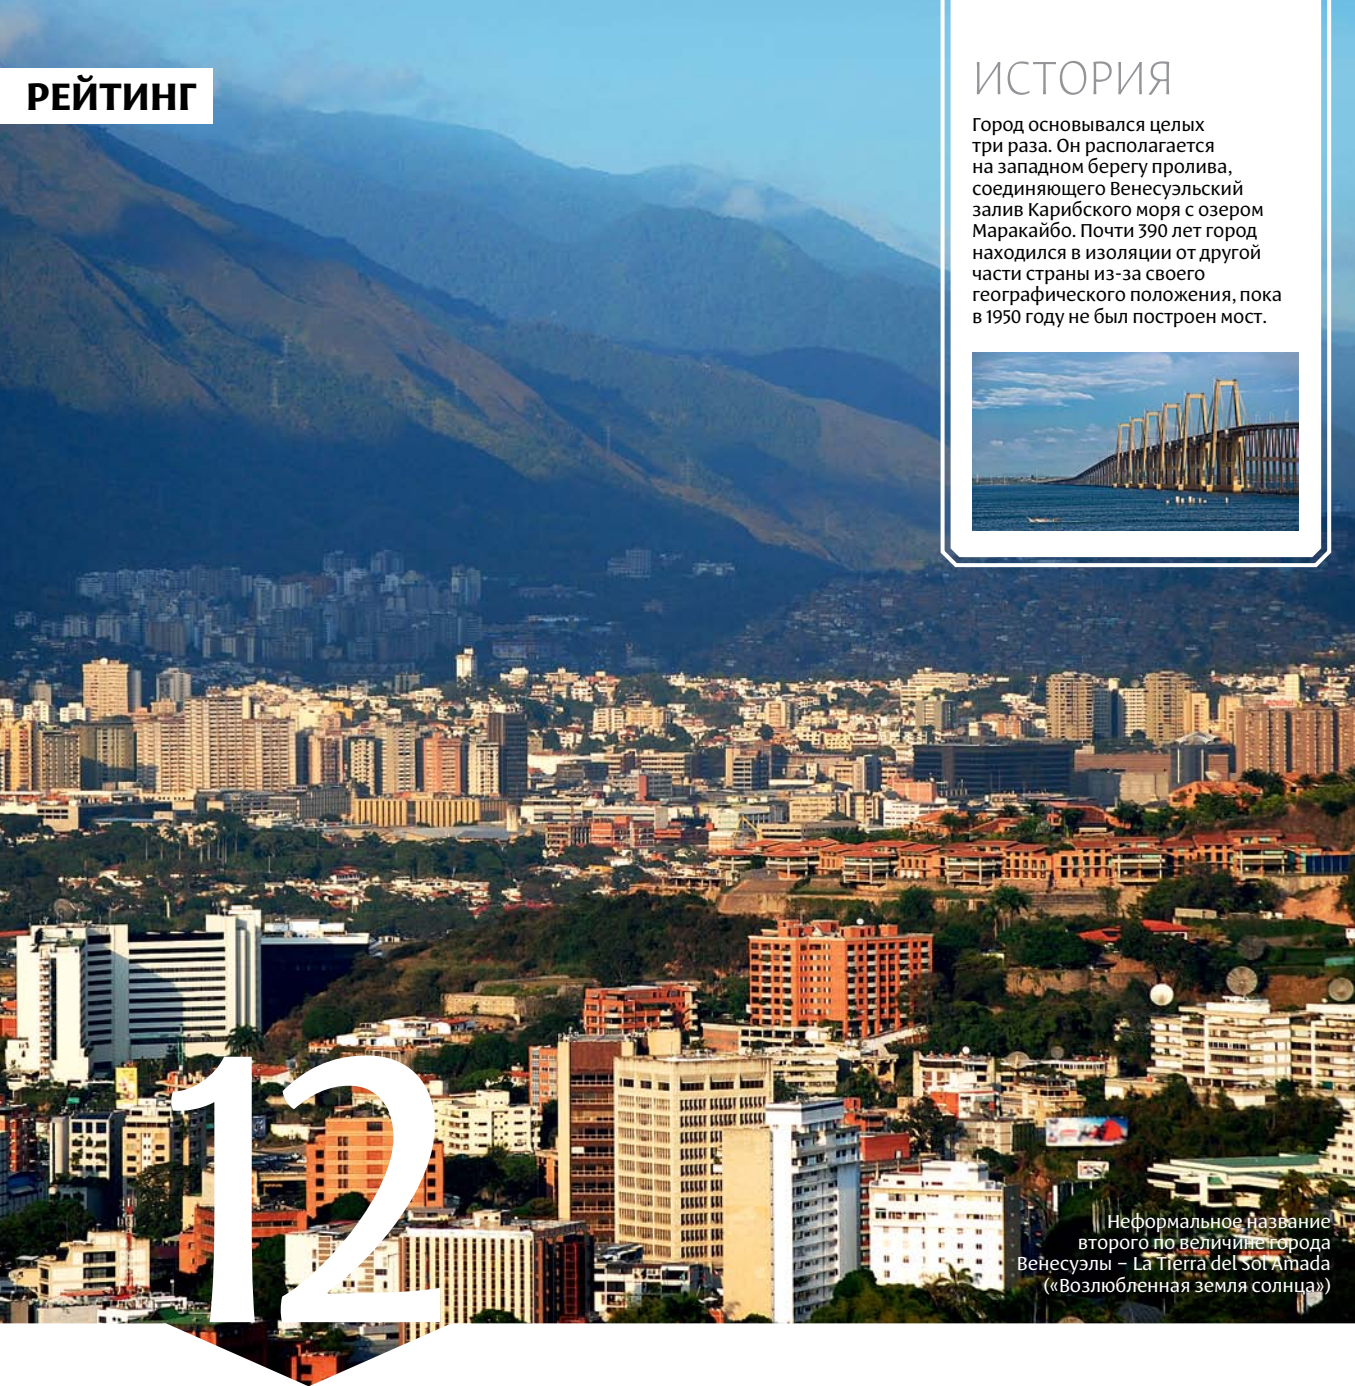 РЕЙТИНГ
ИСТОРИЯ
Город основывался целых
три раза. Он располагается
на западном берегу пролива,
соединяющего Венесуэльский
залив Карибского моря с озером
Маракайбо. Почти 390 лет город
находился в изоляции от другой
части страны из-за своего
географического положения, пока
в 1950 году не был построен мост.
12
Неформальное название
второго по величине города
Венесуэлы – La Tierra del Sol Amada
(«Возлюбленная земля солнца»)